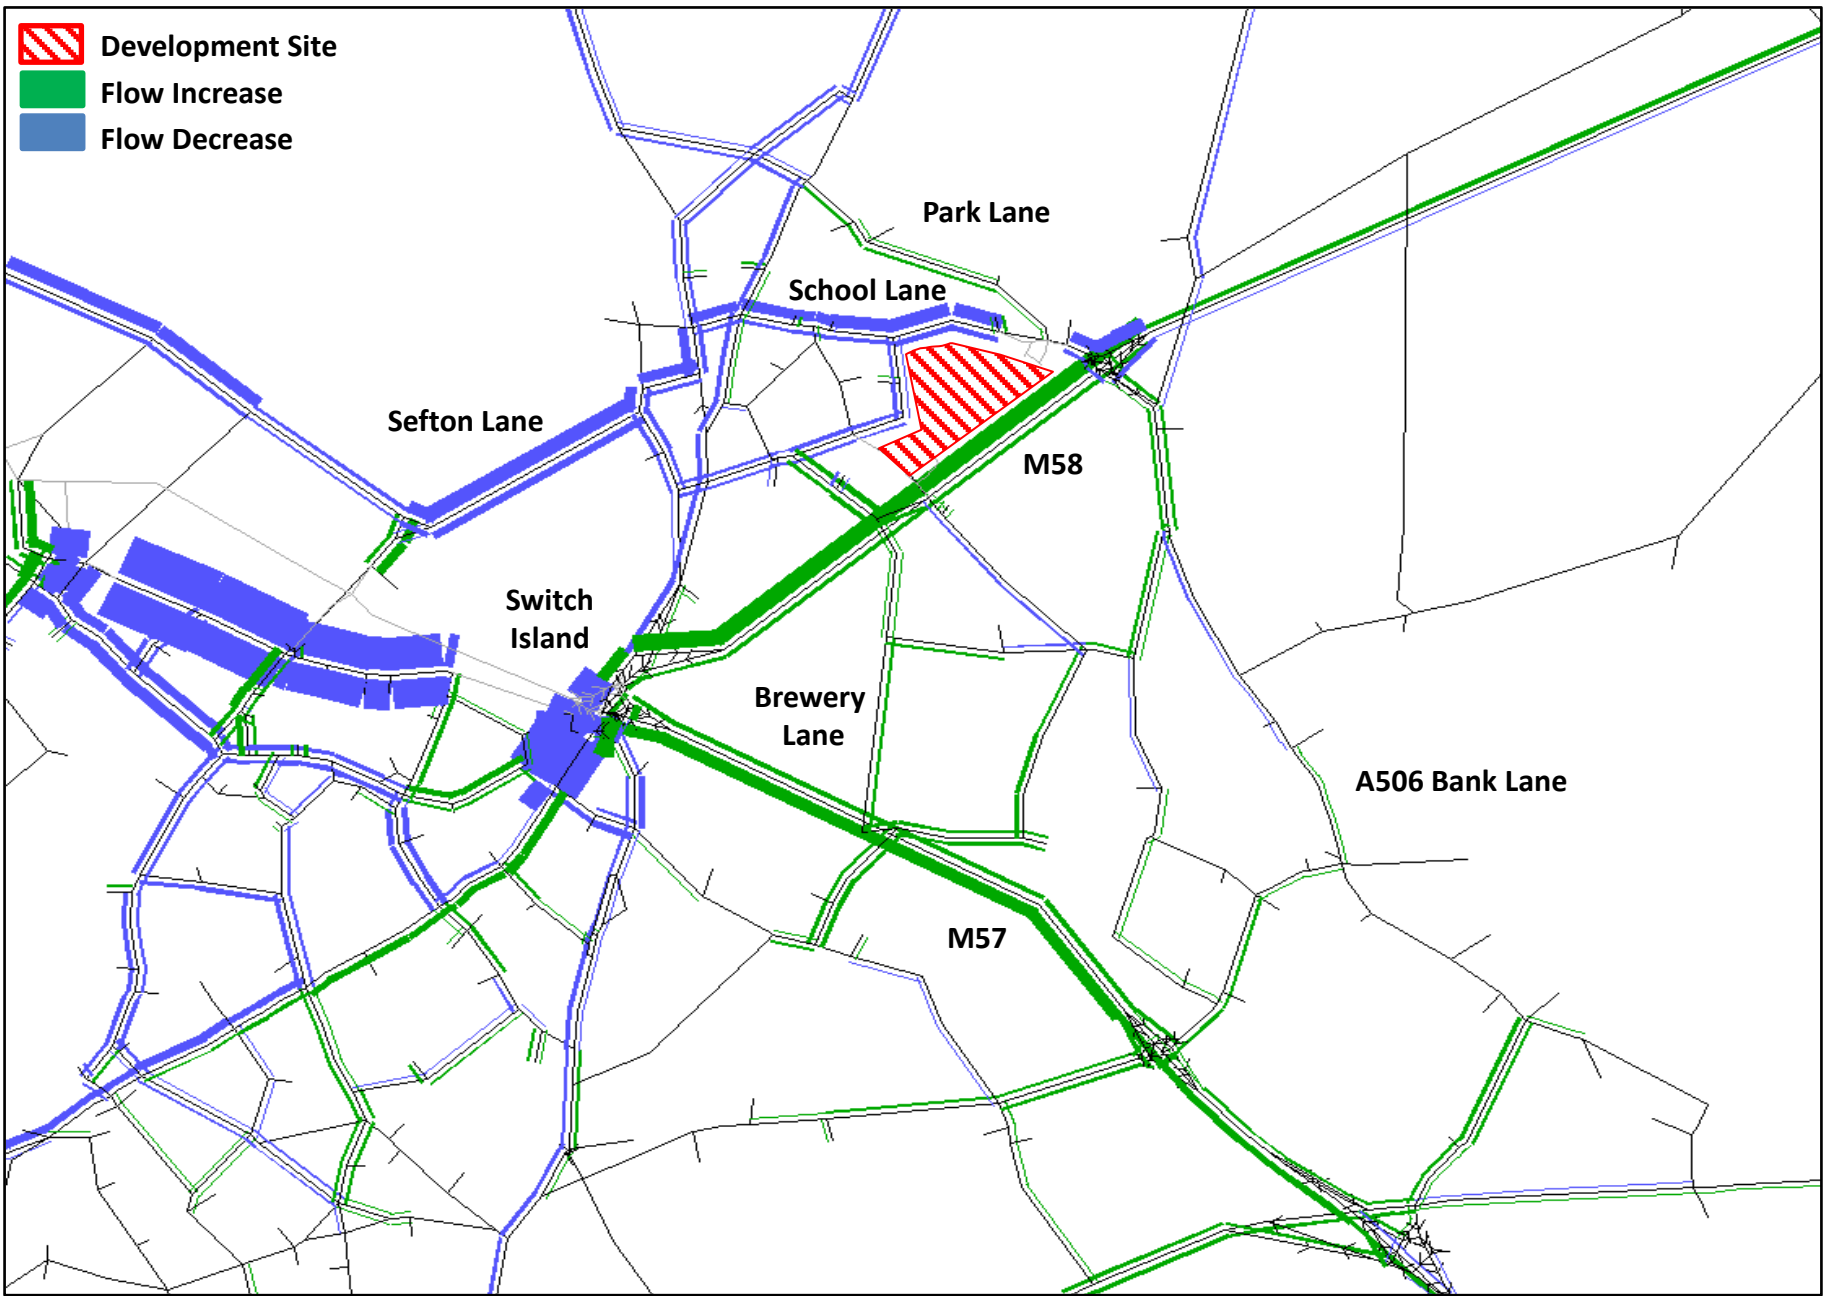 Development Site
Flow Increase
Flow Decrease
Park Lane
School Lane
Sefton Lane
M58
Switch
Island
Brewery
Lane
A506 Bank Lane
M57